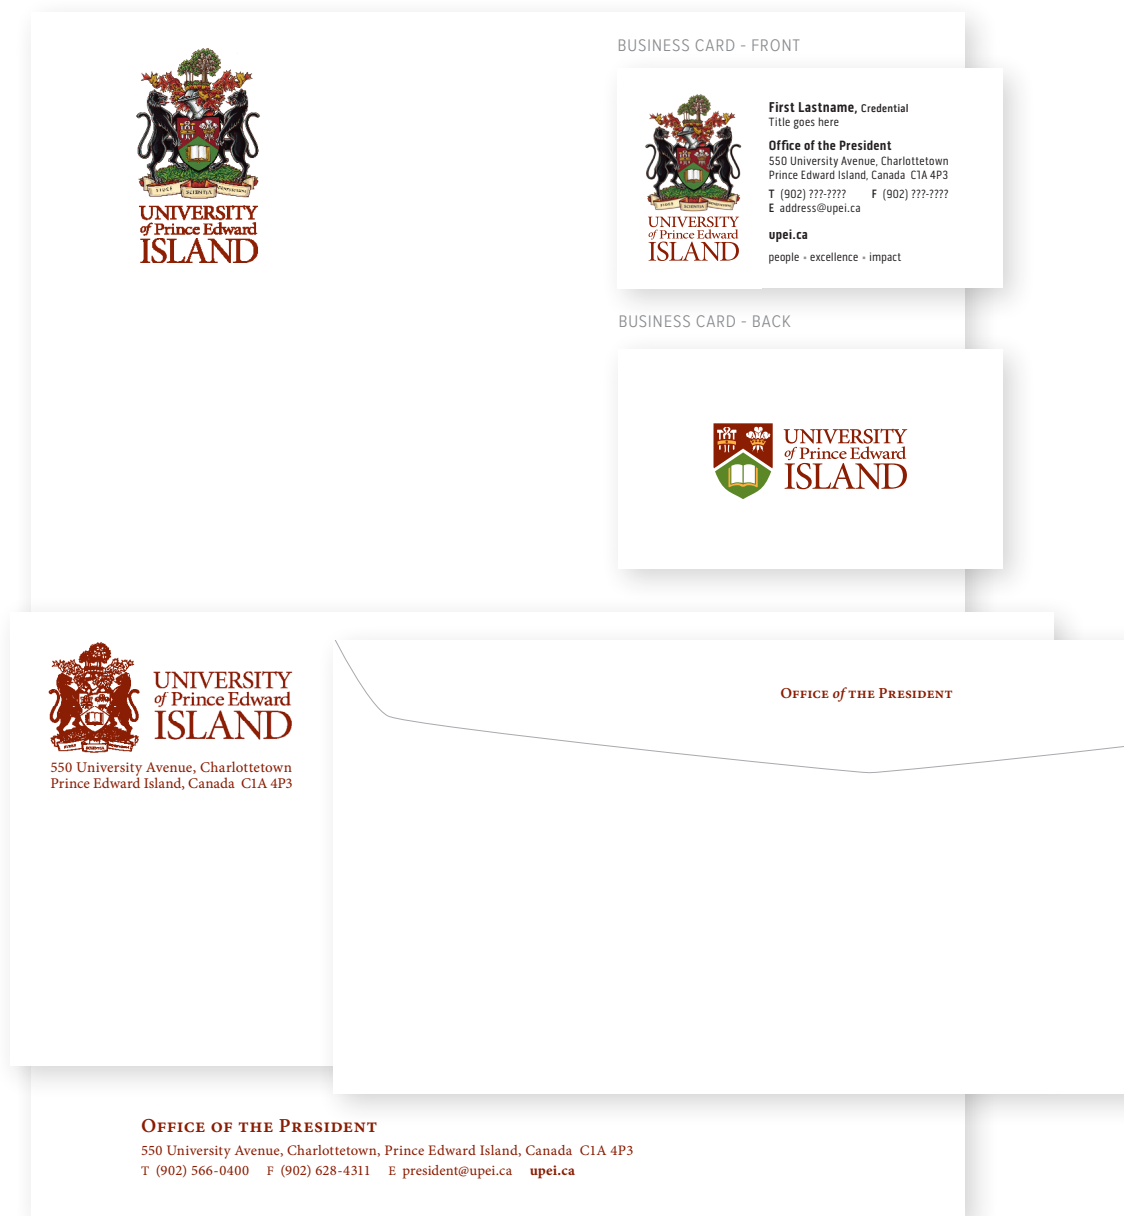 UNIVERSITY
of Prince Edward
ISLAND
BUSINESS CARD - FRONT
SCIENTIA
UNIVERSITY
of Prince Edward
ISLAND
First Lastname, Credential
Title goes here
Office of the President
550 University Avenue, Charlottetown
Prince Edward Island, Canada C1A 4P3
T (902) ???-???? F (902) ???-????
E address@upei.ca
upei.ca
people • excellence • impact
BUSINESS CARD - BACK
UNIVERSITY
of Prince Edward
ISLAND
UNIVERSITY
of Prince Edward
ISLAND
550 University Avenue, Charlottetown
Prince Edward Island, Canada C1A 4P3
OFFICE of THE PRESIDENT
OFFICE OF THE PRESIDENT
550 University Avenue, Charlottetown, Prince Edward Island, Canada C1A 4P3
T (902) 566-0400 F (902) 628-4311 E president@upei.ca upei.ca